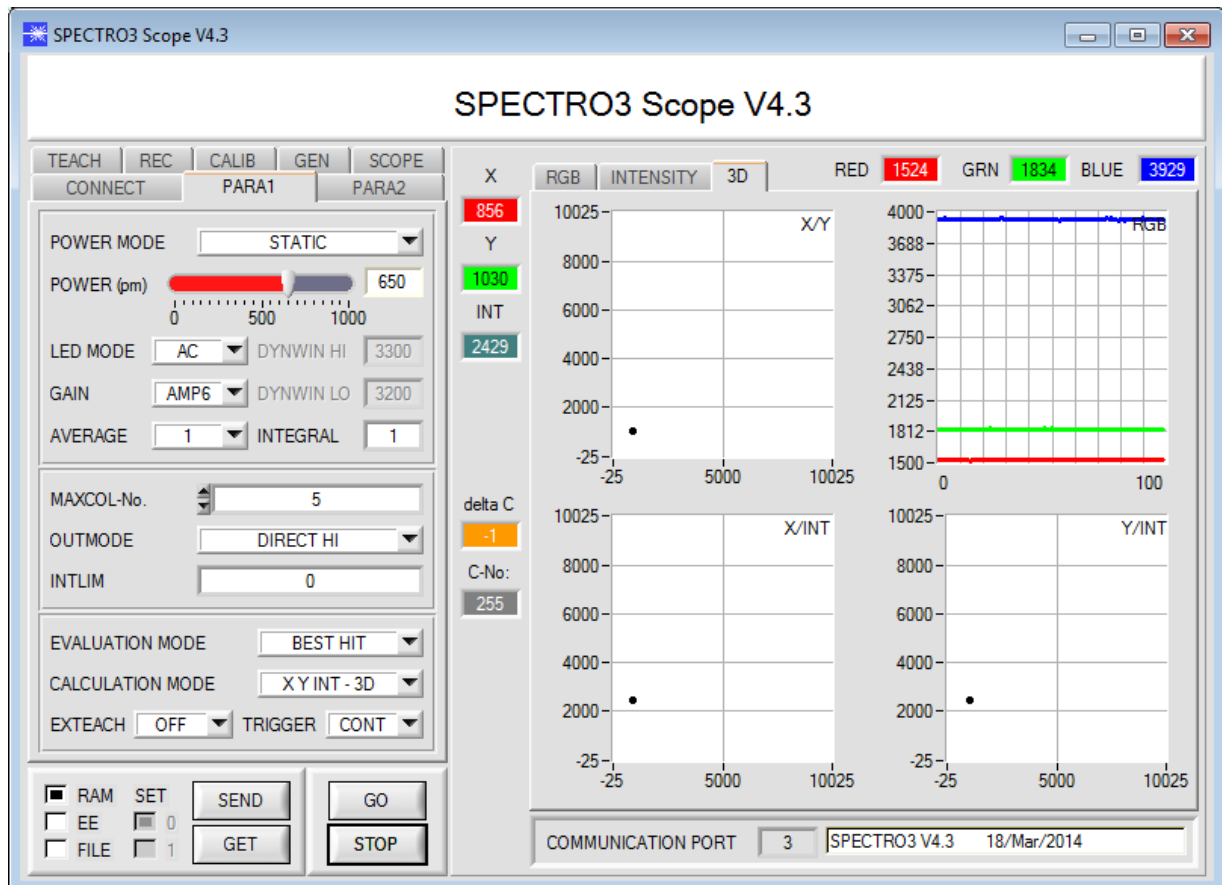 SPECTRO3 Scope V4.3
SPECTRO3 Scope V4.3
TEACH REC CALIB GEN SCOPE
CONNECT PARA1 PARA2
POWER MODE STATIC
POWER (pm) 650
0 500 1000
LED MODE AC DYNWIN HI 3300
GAIN AMP6 DYNWIN LO 3200
AVERAGE 1 INTEGRAL 1
MAXCOL-No. 5
OUTMODE DIRECT HI
INTLIM 0
EVALUATION MODE BEST HIT
CALCULATION MODE X Y INT - 3D
EXTEACH OFF TRIGGER CONT
RAM SET
EE 0
FILE 1
SEND
GET
GO
STOP
X
856
Y
1030
INT
2429
delta C
-1
C-No:
255
RGB INTENSITY 3D
RED 1524 GRN 1834 BLUE 3929
X/Y
10025
8000
6000
4000
2000
-25
-25 5000 10025
RGB
4000
3688
3375
3062
2750
2438
2125
1812
1500
0 100
X/INT
10025
8000
6000
4000
2000
-25
-25 5000 10025
Y/INT
10025
8000
6000
4000
2000
-25
-25 5000 10025
COMMUNICATION PORT 3 SPECTRO3 V4.3 18/Mar/2014